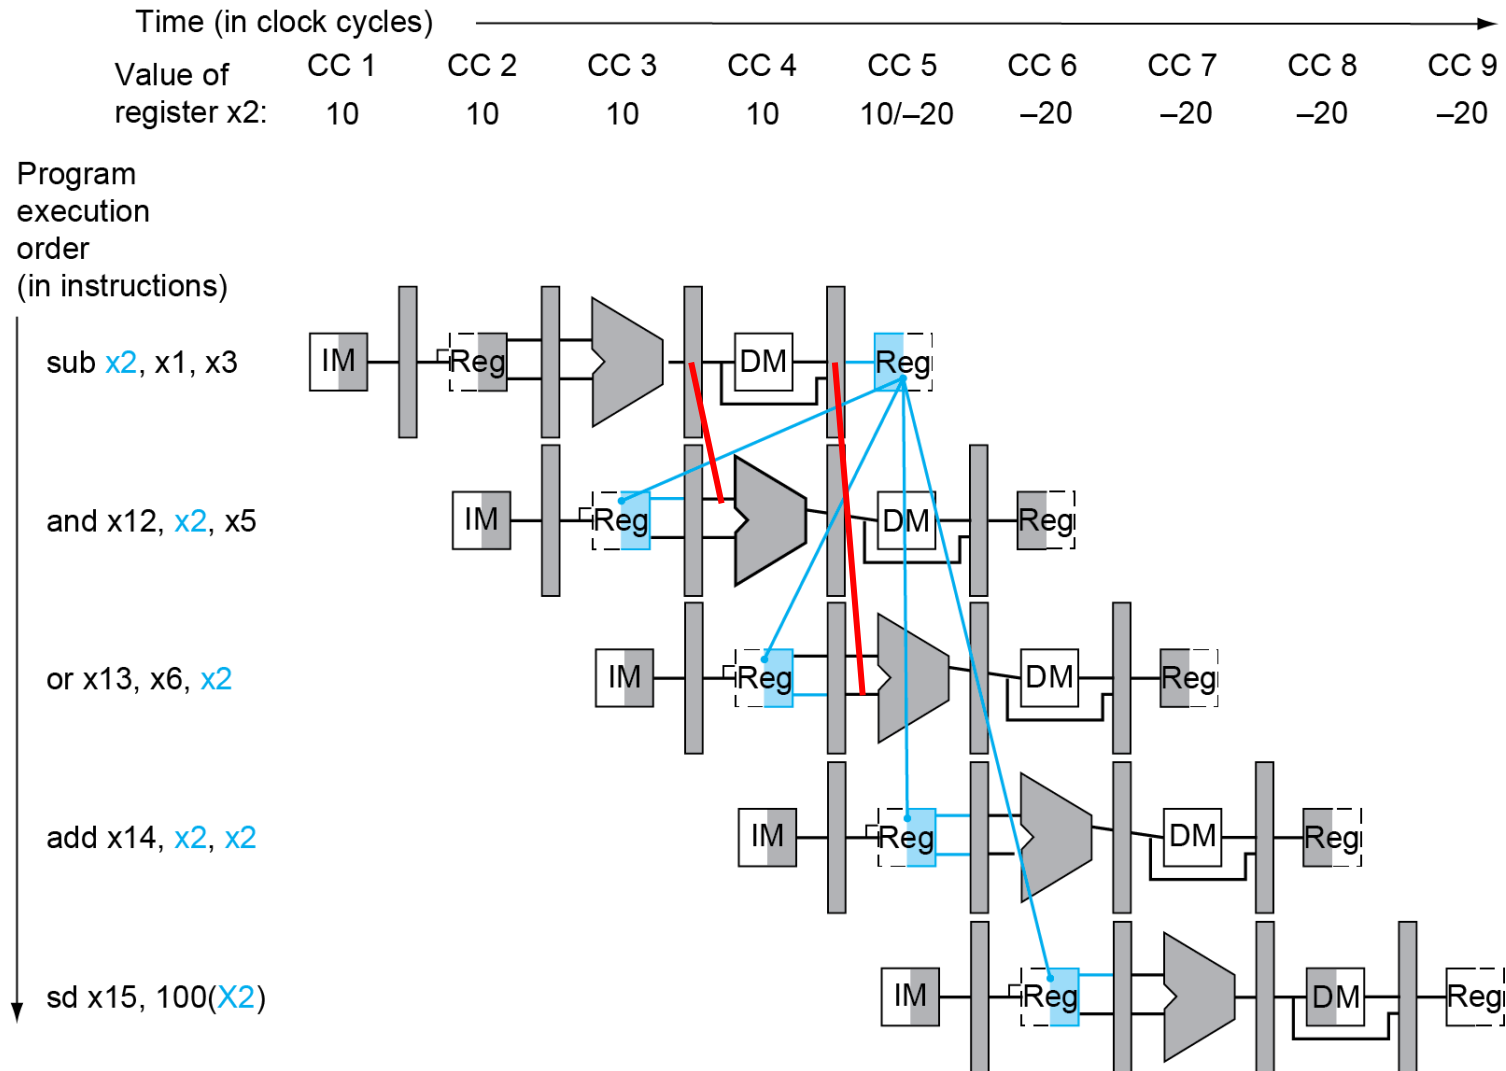 Time (in clock cycles)
Value of register x2:
CC 1 CC 2 CC 3 CC 4 CC 5 CC 6 CC 7 CC 8 CC 9
10 10 10 10 10/–20 –20 –20 –20 –20
Program
execution
order
(in instructions)
sub x2, x1, x3
IM Reg DM Reg
and x12, x2, x5
IM Reg DM Reg
or x13, x6, x2
IM Reg DM Reg
add x14, x2, x2
IM Reg DM Reg
sd x15, 100(X2)
IM Reg DM Reg